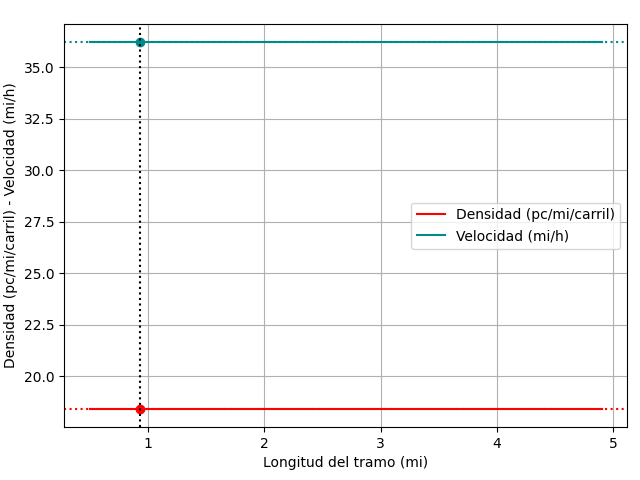 35.0
32.5
30.0
27.5
25.0
22.5
20.0
Densidad (pc/mi/carril) - Velocidad (mi/h)
Densidad (pc/mi/carril)
Velocidad (mi/h)
1 2 3 4 5
Longitud del tramo (mi)